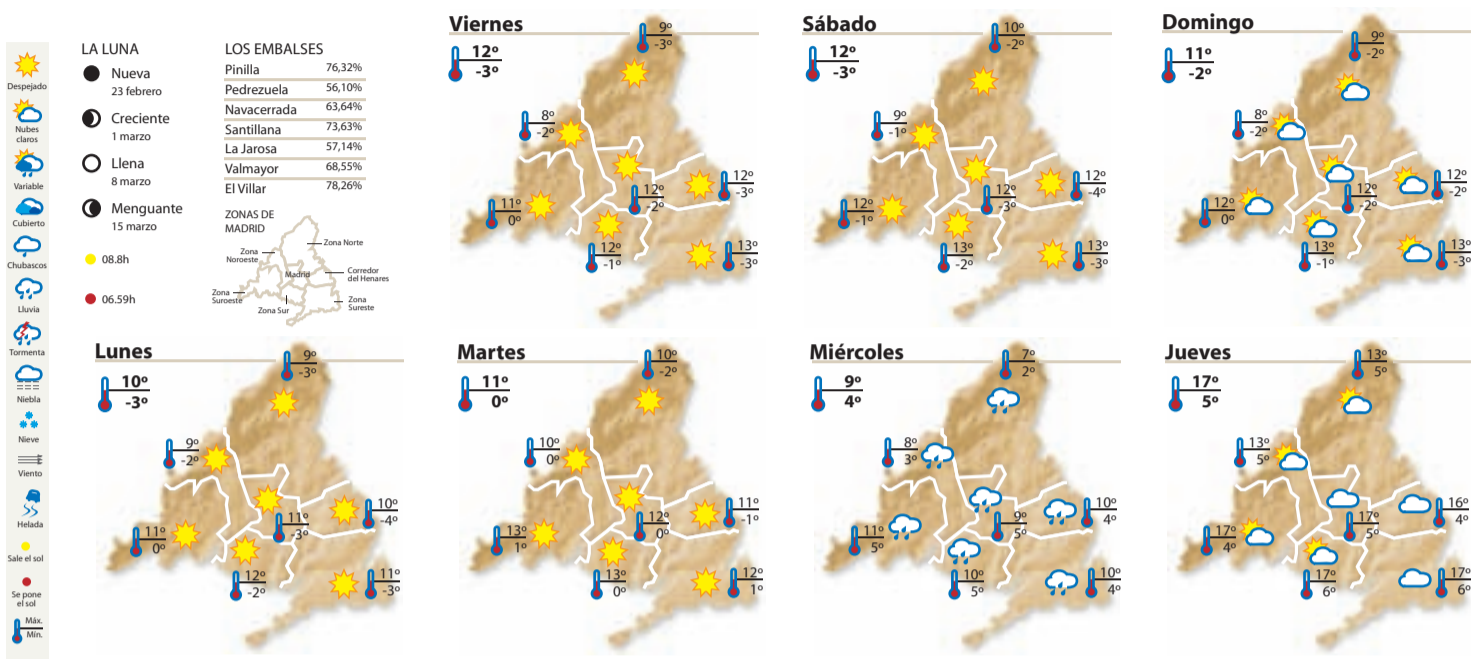 Despejado
Nubes
claros
Variable
Cubierto
Chubascos
Lluvia
Tormenta
Niebla
Nieve
Viento
Helada
Sale el sol
Se pone
el sol
Máx.
Mín.
LA LUNA
Nueva
23 febrero
Creciente
1 marzo
Llena
8 marzo
Menguante
15 marzo
08.8h
06.59h
LOS EMBALSES
Pinilla 76,32%
Pedrezuela 56,10%
Navacerrada 63,64%
Santillana 73,63%
La Jarosa 57,14%
Valmayor 68,55%
El Villar 78,26%
ZONAS DE
MADRID
Zona Norte
Zona
Noroeste
Madrid
Corredor
del Henares
Zona
Suroeste
Zona Sur
Zona
Sureste
Viernes
12º
-3º
9º
-3º
8º
-2º
12º
-3º
12º
-2º
11º
0º
12º
-1º
13º
-3º
Sábado
12º
-3º
10º
-2º
9º
-1º
12º
-4º
12º
-3º
12º
-1º
13º
-2º
13º
-3º
Domingo
11º
-2º
9º
-2º
8º
-2º
12º
-2º
12º
-2º
12º
0º
13º
-1º
13º
-3º
Lunes
10º
-3º
9º
-3º
9º
-2º
10º
-4º
11º
-3º
11º
0º
12º
-2º
11º
-3º
Martes
11º
0º
10º
-2º
10º
0º
11º
-1º
12º
0º
13º
1º
13º
0º
12º
1º
Miércoles
9º
4º
7º
2º
8º
3º
10º
4º
9º
5º
11º
5º
10º
5º
10º
4º
Jueves
17º
5º
13º
5º
13º
5º
16º
4º
17º
5º
17º
4º
17º
6º
17º
6º